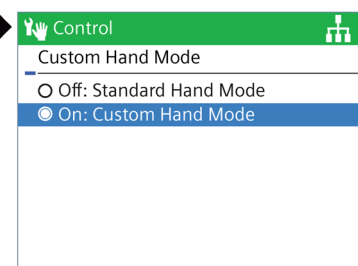 Control
Custom Hand Mode
Off: Standard Hand Mode
On: Custom Hand Mode